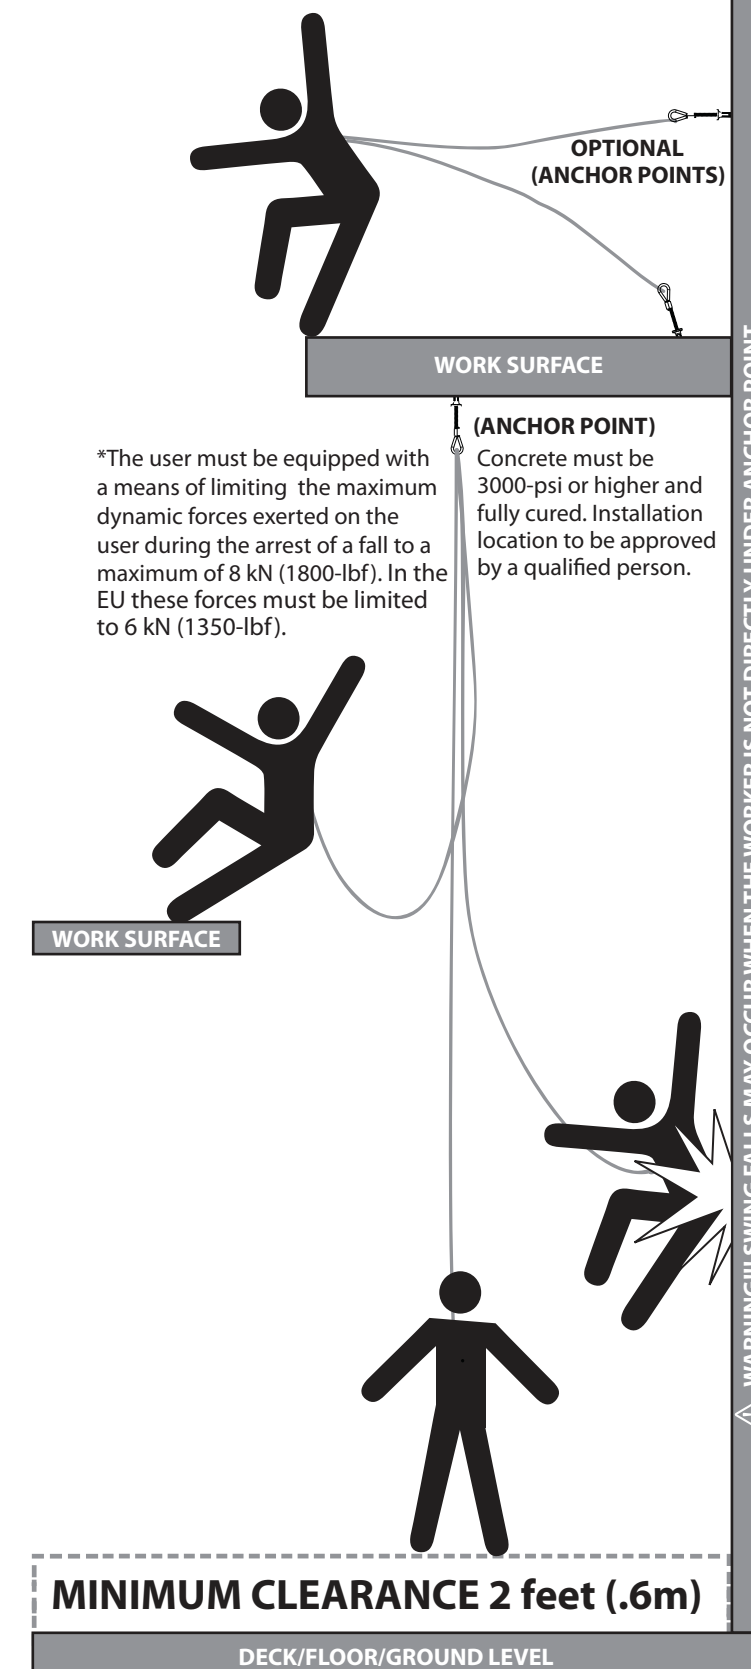 OPTIONAL
(ANCHOR POINTS)
WORK SURFACE
(ANCHOR POINT)
Concrete must be
3000-psi or higher and
fully cured. Installation
location to be approved
by a qualified person.
*The user must be equipped with
a means of limiting the maximum
dynamic forces exerted on the
user during the arrest of a fall to a
maximum of 8 kN (1800-lbf). In the
EU these forces must be limited
to 6 kN (1350-lbf).
WORK SURFACE
WARNING!! SWING FALLS MAY OCCUR WHEN THE WORKER IS NOT DIRECTLY UNDER ANCHOR POINT
MINIMUM CLEARANCE 2 feet (.6m)
DECK/FLOOR/GROUND LEVEL